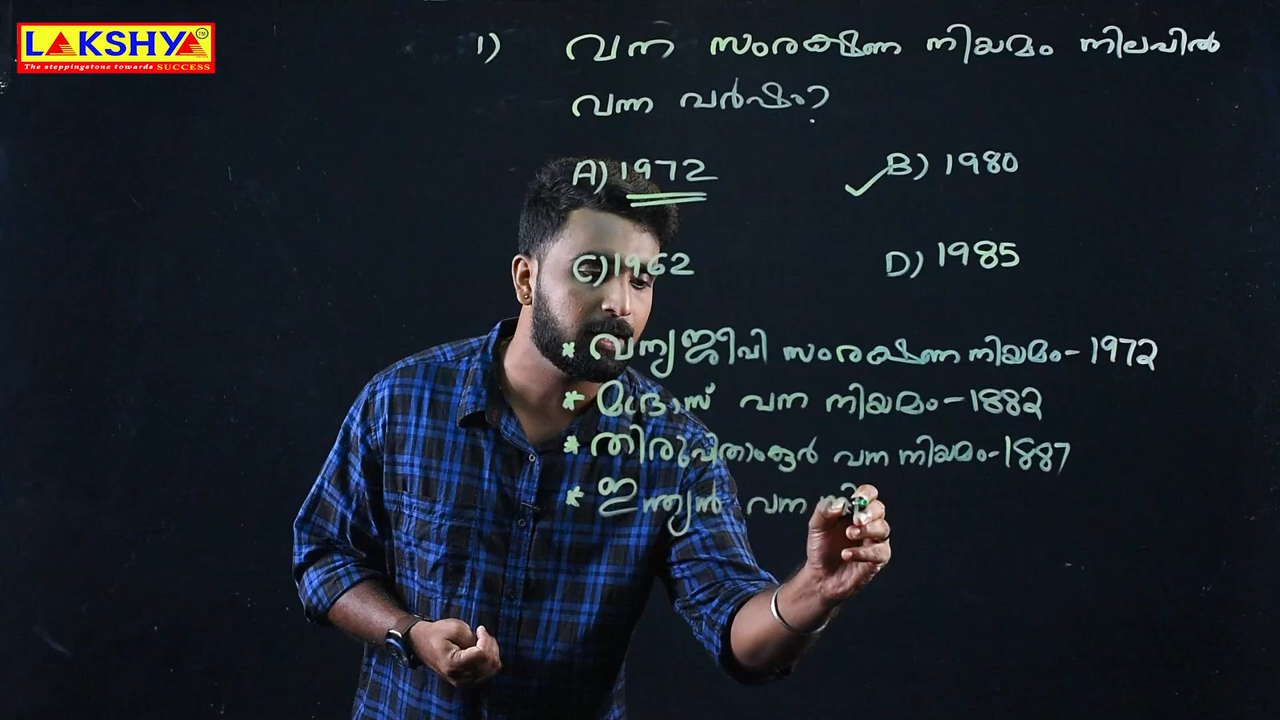 LAKSHYA TM
The steppingstone towards SUCCESS
1) വന സംരക്ഷണ നിയമം നിലവിൽ
വന്ന വർഷം?
A) 1972 B) 1980
C) 1962 D) 1985
* വന്യജീവി സംരക്ഷണ നിയമം - 1972
* മദ്രാസ് വന നിയമം - 1882
* തിരുവിതാംകൂർ വന നിയമം - 1887
* ഇന്ത്യൻ വന നി